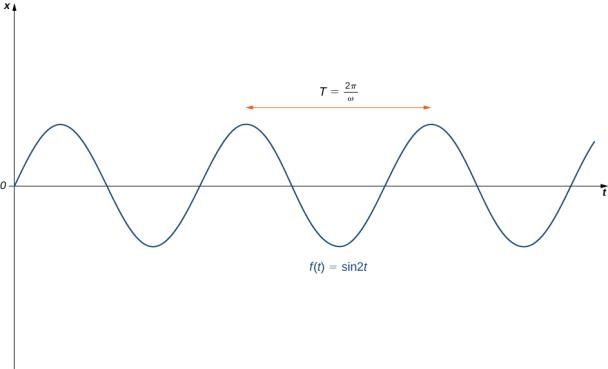 x
T = 2π/ω
0
t
f(t) = sin2t